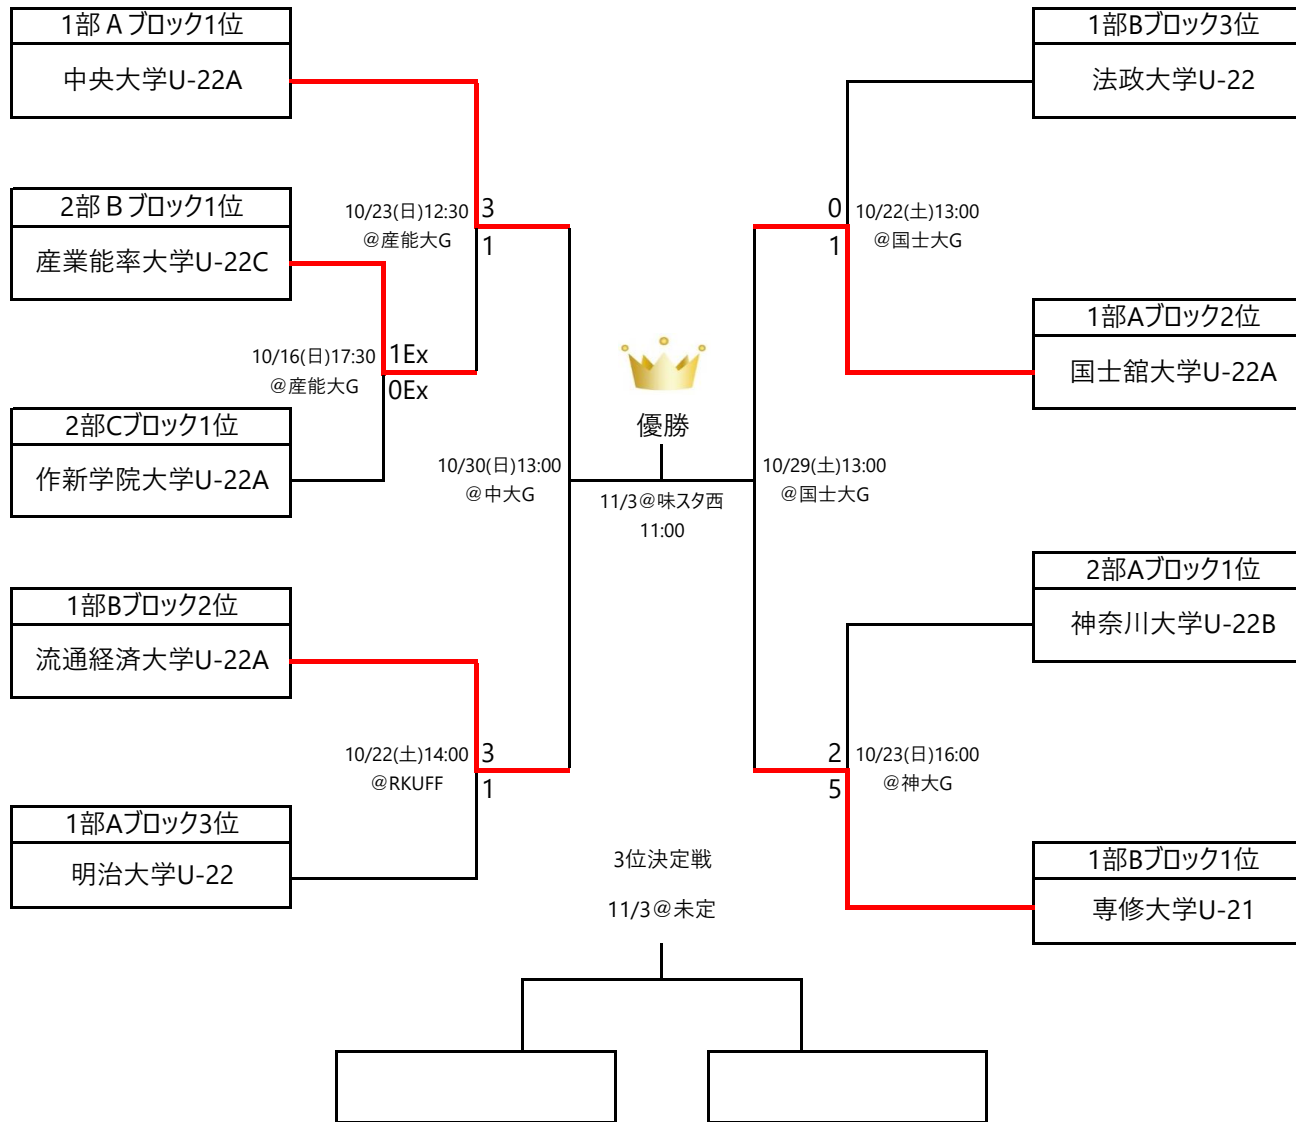 1部Ａブロック1位
中央大学U-22A
2部Ｂブロック1位
産業能率大学U-22C
2部Cブロック1位
作新学院大学U-22A
1部Bブロック2位
流通経済大学U-22A
1部Aブロック3位
明治大学U-22
10/23(日)12:30
@産能大G
3
1
10/16(日)17:30
@産能大G
1Ex
0Ex
10/30(日)13:00
@中大G
10/22(土)14:00
@RKUFF
3
1
優勝
11/3@味スタ西
11:00
3位決定戦
11/3@未定
0
1
10/22(土)13:00
@国士大G
10/29(土)13:00
@国士大G
2
5
10/23(日)16:00
@神大G
1部Bブロック3位
法政大学U-22
1部Aブロック2位
国士舘大学U-22A
2部Aブロック1位
神奈川大学U-22B
1部Bブロック1位
専修大学U-21